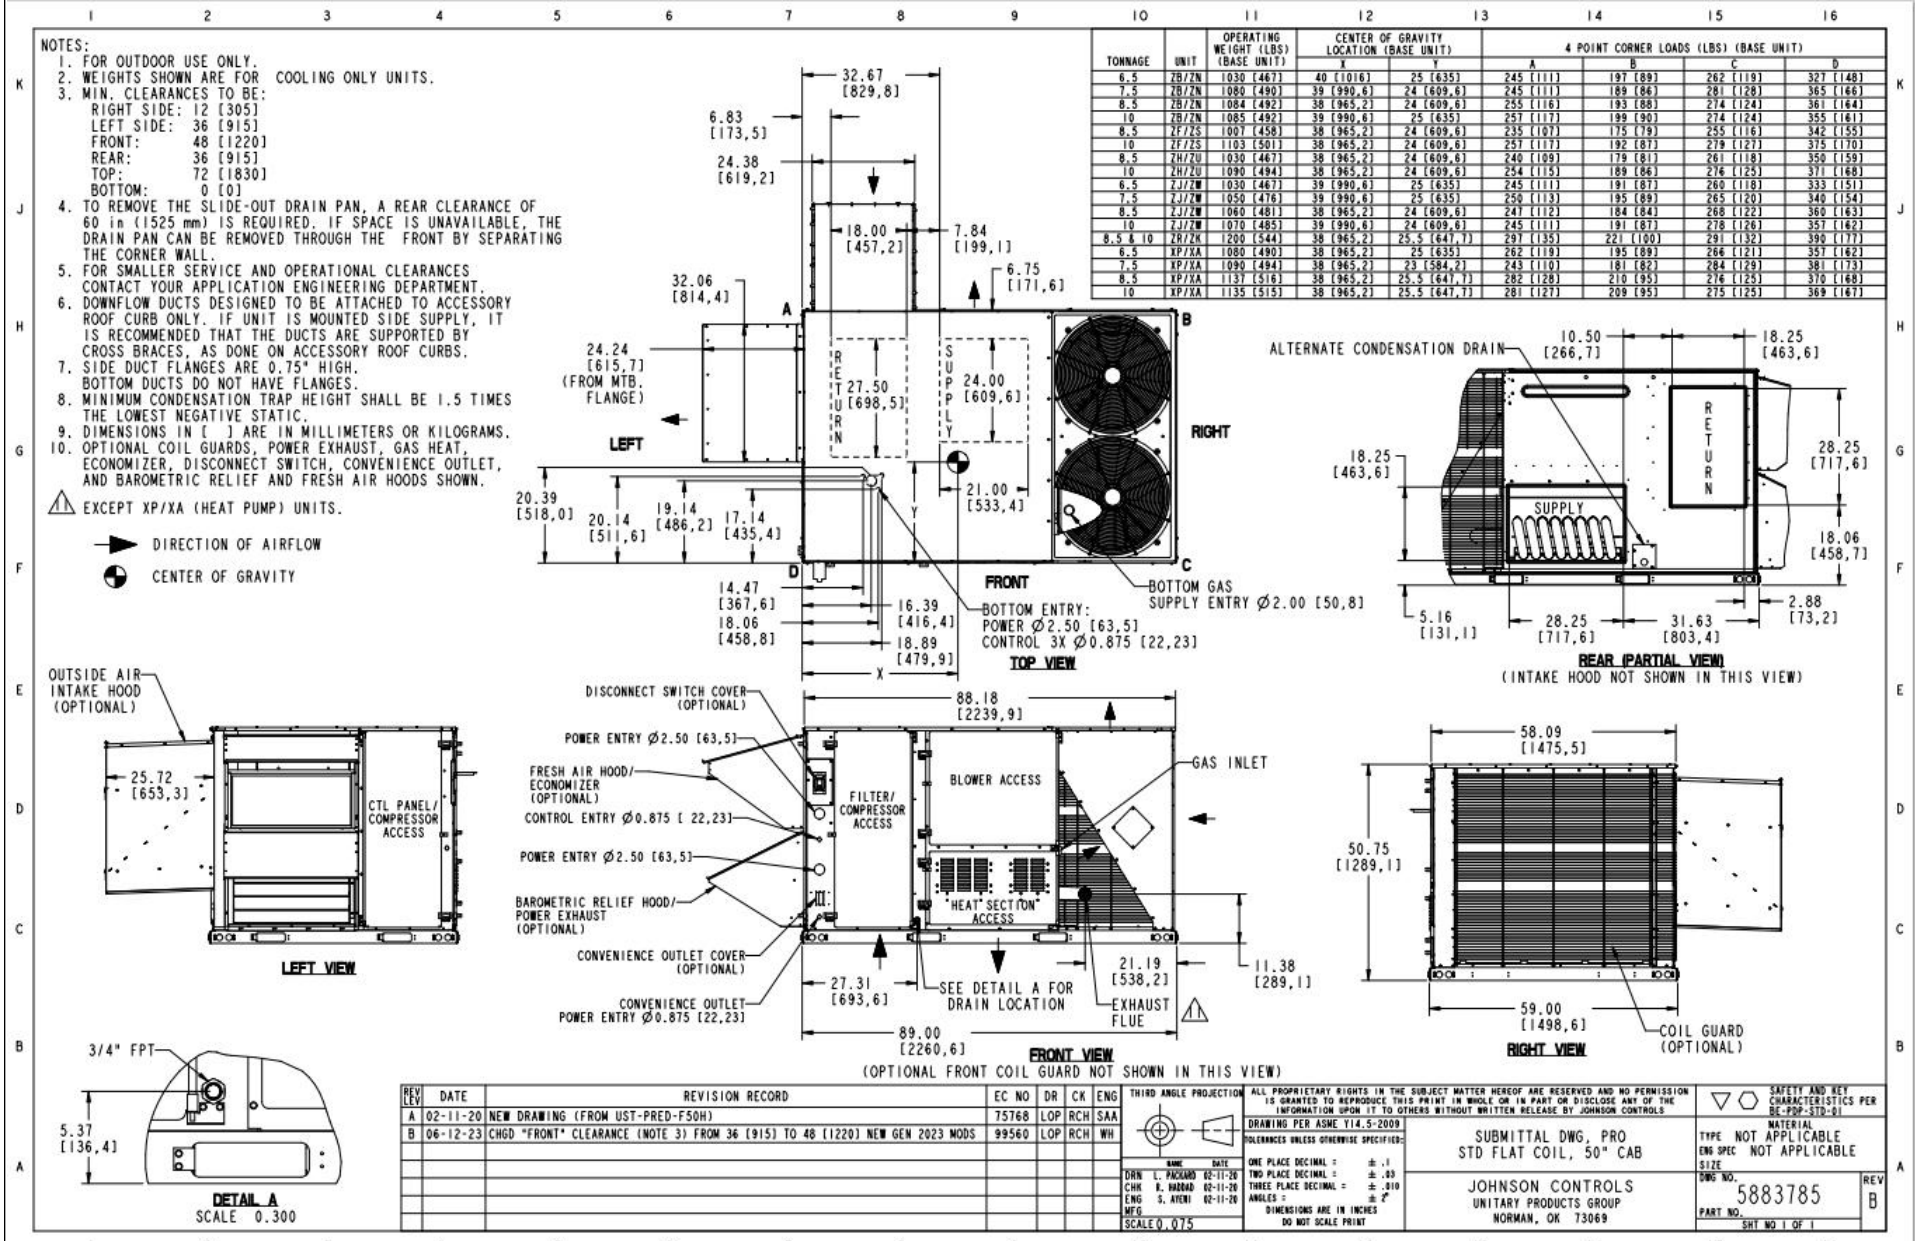 1 2 3 4 5 6 7 8 9 10 11 12 13 14 15 16
K
J
H
G
F
E
D
C
B
A
NOTES:
1. FOR OUTDOOR USE ONLY.
2. WEIGHTS SHOWN ARE FOR COOLING ONLY UNITS.
3. MIN. CLEARANCES TO BE:
RIGHT SIDE: 12 [305]
LEFT SIDE: 36 [915]
FRONT: 48 [1220]
REAR: 36 [915]
TOP: 72 [1830]
BOTTOM: 0 [0]
4. TO REMOVE THE SLIDE-OUT DRAIN PAN, A REAR CLEARANCE OF
60 in (1525 mm) IS REQUIRED. IF SPACE IS UNAVAILABLE, THE
DRAIN PAN CAN BE REMOVED THROUGH THE FRONT BY SEPARATING
THE CORNER WALL.
5. FOR SMALLER SERVICE AND OPERATIONAL CLEARANCES
CONTACT YOUR APPLICATION ENGINEERING DEPARTMENT.
6. DOWNFLOW DUCTS DESIGNED TO BE ATTACHED TO ACCESSORY
ROOF CURB ONLY. IF UNIT IS MOUNTED SIDE SUPPLY, IT
IS RECOMMENDED THAT THE DUCTS ARE SUPPORTED BY
CROSS BRACES, AS DONE ON ACCESSORY ROOF CURBS.
7. SIDE DUCT FLANGES ARE 0.75" HIGH.
BOTTOM DUCTS DO NOT HAVE FLANGES.
8. MINIMUM CONDENSATION TRAP HEIGHT SHALL BE 1.5 TIMES
THE LOWEST NEGATIVE STATIC.
9. DIMENSIONS IN [ ] ARE IN MILLIMETERS OR KILOGRAMS.
10. OPTIONAL COIL GUARDS, POWER EXHAUST, GAS HEAT,
ECONOMIZER, DISCONNECT SWITCH, CONVENIENCE OUTLET,
AND BAROMETRIC RELIEF AND FRESH AIR HOODS SHOWN.
11 EXCEPT XP/XA (HEAT PUMP) UNITS.
DIRECTION OF AIRFLOW
CENTER OF GRAVITY
TONNAGE UNIT OPERATING WEIGHT (LBS) (BASE UNIT) CENTER OF GRAVITY LOCATION (BASE UNIT) 4 POINT CORNER LOADS (LBS) (BASE UNIT)
X Y A B C D
6.5 ZB/ZN 1030 [467] 40 [1016] 25 [635] 245 [111] 197 [89] 262 [119] 327 [148]
7.5 ZB/ZN 1080 [490] 39 [990,6] 24 [609,6] 245 [111] 189 [86] 281 [128] 365 [166]
8.5 ZB/ZN 1084 [492] 38 [965,2] 24 [609,6] 255 [116] 193 [88] 274 [124] 361 [164]
10 ZB/ZN 1085 [492] 39 [990,6] 25 [635] 257 [117] 199 [90] 274 [124] 355 [161]
8.5 ZF/ZS 1007 [458] 38 [965,2] 24 [609,6] 235 [107] 175 [79] 255 [116] 342 [155]
10 ZF/ZS 1103 [501] 38 [965,2] 24 [609,6] 257 [117] 192 [87] 279 [127] 375 [170]
8.5 ZH/ZU 1030 [467] 38 [965,2] 24 [609,6] 240 [109] 179 [81] 261 [118] 350 [159]
10 ZH/ZU 1090 [494] 38 [965,2] 24 [609,6] 254 [115] 189 [86] 276 [125] 371 [168]
6.5 ZJ/ZW 1030 [467] 39 [990,6] 25 [635] 245 [111] 191 [87] 260 [118] 333 [151]
7.5 ZJ/ZW 1050 [476] 39 [990,6] 25 [635] 250 [113] 195 [89] 265 [120] 340 [154]
8.5 ZJ/ZW 1060 [481] 38 [965,2] 24 [609,6] 247 [112] 184 [84] 268 [122] 360 [163]
10 ZJ/ZW 1070 [485] 39 [990,6] 24 [609,6] 245 [111] 191 [87] 278 [126] 357 [162]
8.5 & 10 ZR/ZK 1200 [544] 38 [965,2] 25.5 [647,7] 297 [135] 221 [100] 291 [132] 390 [177]
6.5 XP/XA 1080 [490] 38 [965,2] 25 [635] 262 [119] 195 [89] 266 [121] 357 [162]
7.5 XP/XA 1090 [494] 38 [965,2] 23 [584,2] 243 [110] 181 [82] 284 [129] 381 [173]
8.5 XP/XA 1137 [516] 38 [965,2] 25.5 [647,7] 282 [128] 210 [95] 276 [125] 370 [168]
10 XP/XA 1135 [515] 38 [965,2] 25.5 [647,7] 281 [127] 209 [95] 275 [125] 369 [167]
32.67
[829,8]
6.83
[173,5]
24.38
[619,2]
18.00
[457,2]
7.84
[199,1]
6.75
[171,6]
32.06
[814,4]
24.24
[615,7]
(FROM MTB.
FLANGE)
A
B
C
D
LEFT
RIGHT
FRONT
RETURN
27.50
[698,5]
SUPPLY
24.00
[609,6]
21.00
[533,4]
20.39
[518,0]
20.14
[511,6]
19.14
[486,2]
17.14
[435,4]
Y
14.47
[367,6]
16.39
[416,4]
18.06
[458,8]
18.89
[479,9]
X
BOTTOM ENTRY:
POWER Ø2.50 [63,5]
CONTROL 3X Ø0.875 [22,23]
BOTTOM GAS
SUPPLY ENTRY Ø2.00 [50,8]
TOP VIEW
ALTERNATE CONDENSATION DRAIN
10.50
[266,7]
18.25
[463,6]
RETURN
28.25
[717,6]
18.25
[463,6]
SUPPLY
18.06
[458,7]
5.16
[131,1]
28.25
[717,6]
31.63
[803,4]
2.88
[73,2]
REAR (PARTIAL VIEW)
(INTAKE HOOD NOT SHOWN IN THIS VIEW)
OUTSIDE AIR
INTAKE HOOD
(OPTIONAL)
25.72
[653,3]
CTL PANEL/
COMPRESSOR
ACCESS
LEFT VIEW
DISCONNECT SWITCH COVER
(OPTIONAL)
POWER ENTRY Ø2.50 [63,5]
FRESH AIR HOOD/
ECONOMIZER
(OPTIONAL)
CONTROL ENTRY Ø0.875 [ 22,23]
POWER ENTRY Ø2.50 [63,5]
BAROMETRIC RELIEF HOOD/
POWER EXHAUST
(OPTIONAL)
CONVENIENCE OUTLET COVER
(OPTIONAL)
CONVENIENCE OUTLET
POWER ENTRY Ø0.875 [22,23]
88.18
[2239,9]
FILTER/
COMPRESSOR
ACCESS
BLOWER ACCESS
HEAT SECTION
ACCESS
GAS INLET
27.31
[693,6]
SEE DETAIL A FOR
DRAIN LOCATION
21.19
[538,2]
11.38
[289,1]
EXHAUST
FLUE
11
89.00
[2260,6]
FRONT VIEW
(OPTIONAL FRONT COIL GUARD NOT SHOWN IN THIS VIEW)
58.09
[1475,5]
50.75
[1289,1]
59.00
[1498,6]
COIL GUARD
(OPTIONAL)
RIGHT VIEW
3/4" FPT
5.37
[136,4]
DETAIL A
SCALE 0.300
REV LEV DATE REVISION RECORD EC NO DR CK ENG
A 02-11-20 NEW DRAWING (FROM UST-PRED-F50H) 75768 LOP RCH SAA
B 06-12-23 CHGD "FRONT" CLEARANCE (NOTE 3) FROM 36 [915] TO 48 [1220] NEW GEN 2023 MODS 99560 LOP RCH WH
THIRD ANGLE PROJECTION
NAME DATE
DRN L. PACKARD 02-11-20
CHK R. HADDAD 02-11-20
ENG S. AYENI 02-11-20
MFG
SCALE 0.075
ALL PROPRIETARY RIGHTS IN THE SUBJECT MATTER HEREOF ARE RESERVED AND NO PERMISSION
IS GRANTED TO REPRODUCE THIS PRINT IN WHOLE OR IN PART OR DISCLOSE ANY OF THE
INFORMATION UPON IT TO OTHERS WITHOUT WRITTEN RELEASE BY JOHNSON CONTROLS
DRAWING PER ASME Y14.5-2009
TOLERANCES UNLESS OTHERWISE SPECIFIED:
ONE PLACE DECIMAL = ± .1
TWO PLACE DECIMAL = ± .03
THREE PLACE DECIMAL = ± .010
ANGLES = ± 2°
DIMENSIONS ARE IN INCHES
DO NOT SCALE PRINT
SUBMITTAL DWG, PRO
STD FLAT COIL, 50" CAB
JOHNSON CONTROLS
UNITARY PRODUCTS GROUP
NORMAN, OK 73069
SAFETY AND KEY
CHARACTERISTICS PER
BE-PDP-STD-01
MATERIAL
TYPE NOT APPLICABLE
ENG SPEC NOT APPLICABLE
SIZE
DWG NO. 5883785
REV B
PART NO.
SHT NO 1 OF 1